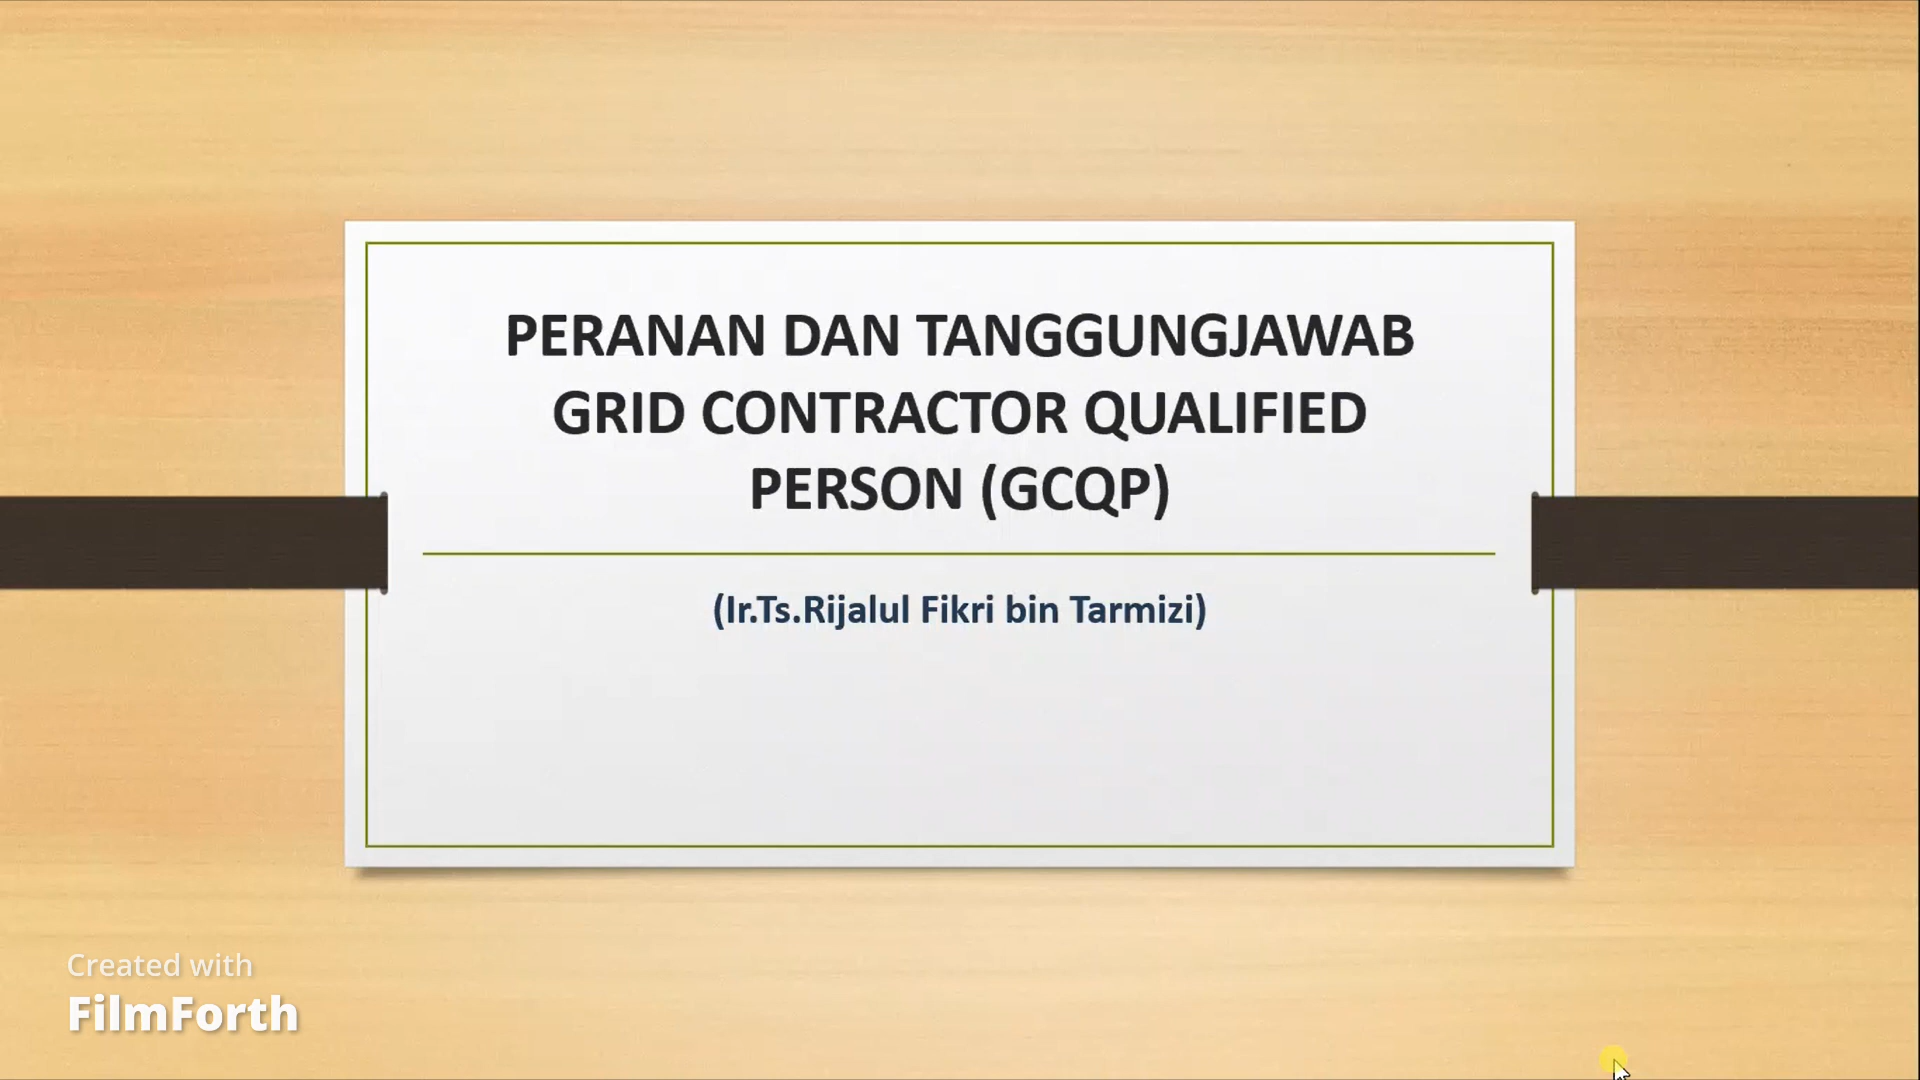 PERANAN DAN TANGGUNGJAWAB
GRID CONTRACTOR QUALIFIED
PERSON (GCQP)
(Ir.Ts.Rijalul Fikri bin Tarmizi)
Created with
FilmForth